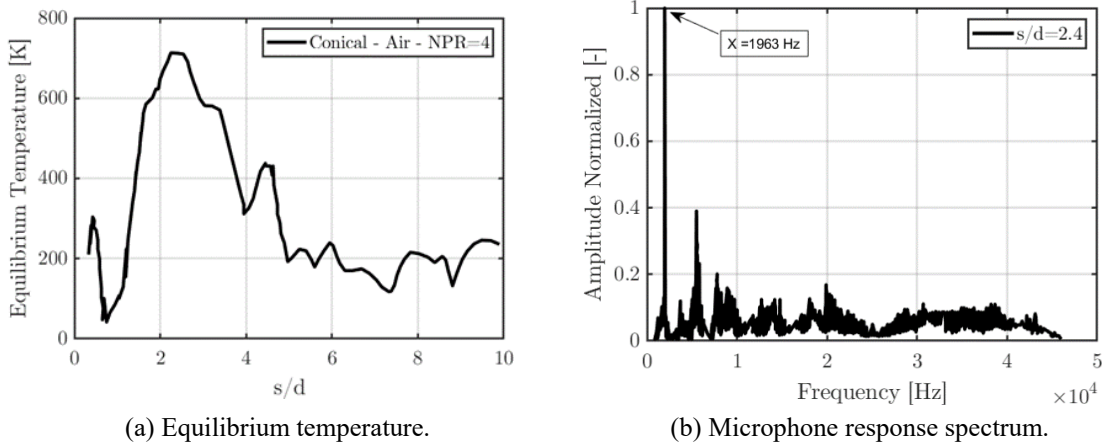 800
600
400
200
0
Equilibrium Temperature [K]
Conical - Air - NPR=4
0 2 4 6 8 10
s/d
(a) Equilibrium temperature.
1
0.8
0.6
0.4
0.2
0
Amplitude Normalized [-]
X =1963 Hz
s/d=2.4
0 1 2 3 4 5
Frequency [Hz] ×10⁴
(b) Microphone response spectrum.